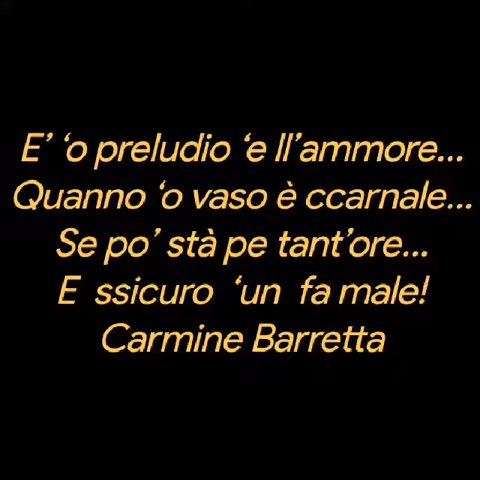 E’ ‘o preludio ‘e ll’ammore...
Quanno ‘o vaso è ccarnale...
Se po’ stà pe tant’ore...
E ssicuro ‘un fa male!
Carmine Barretta